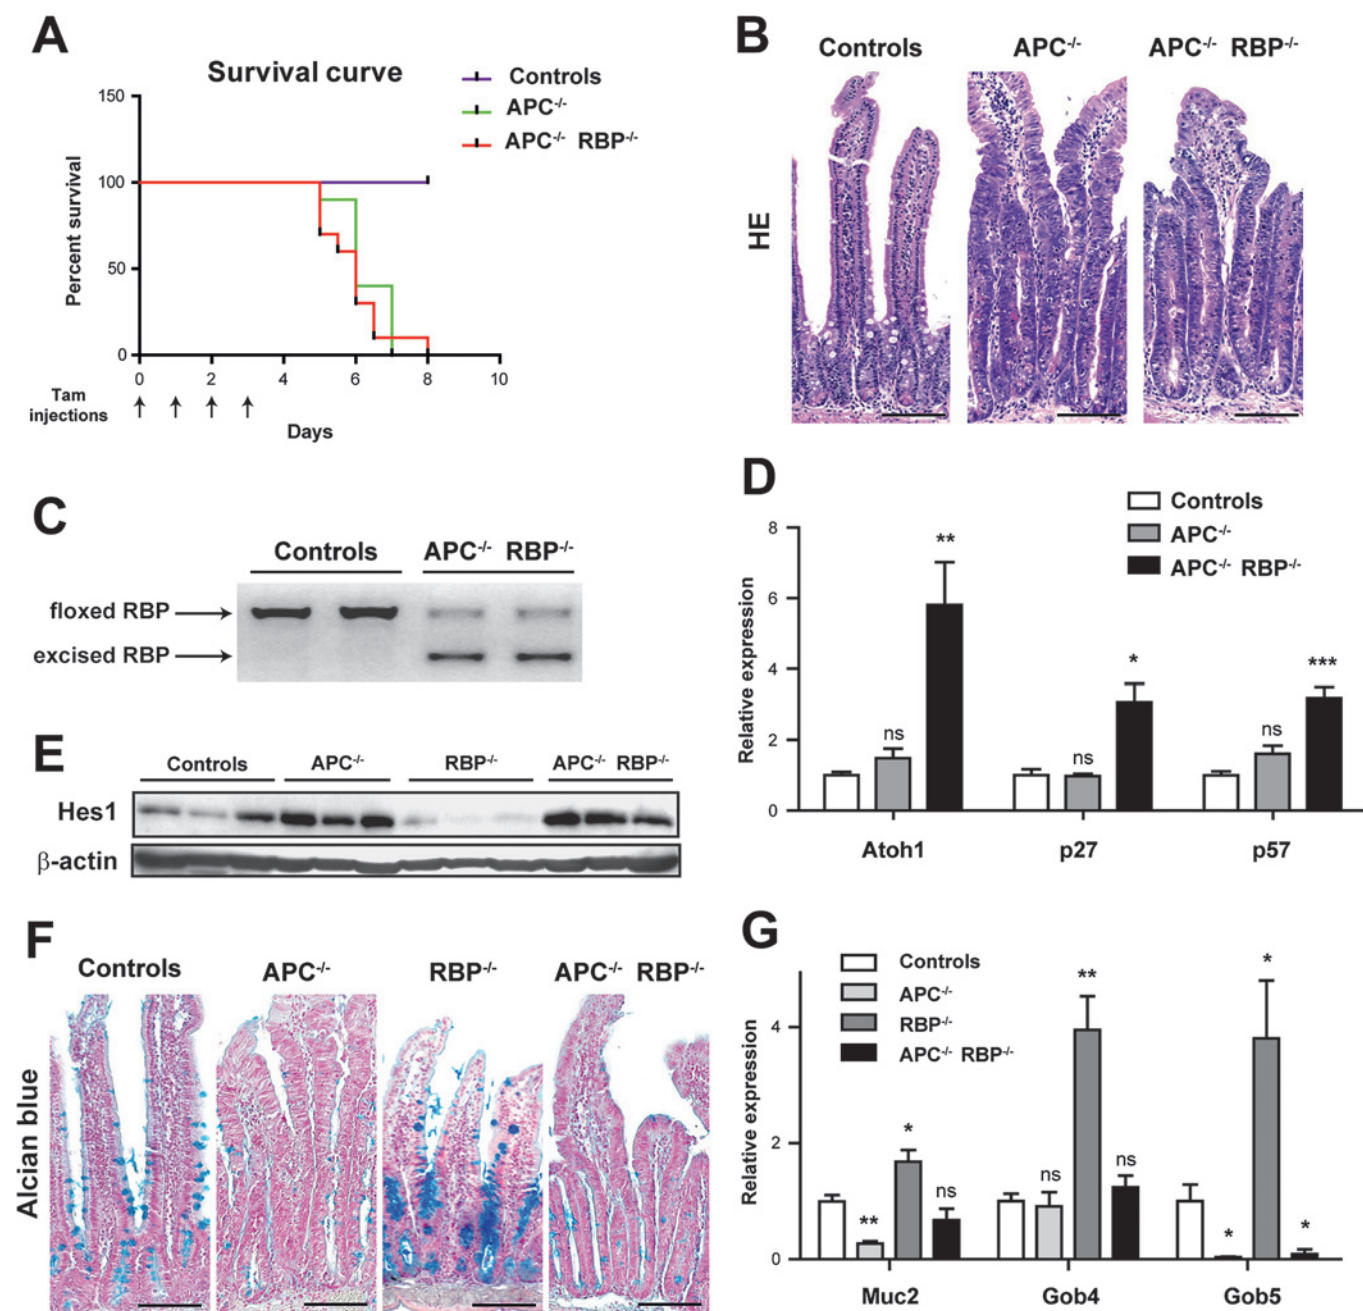 A
Survival curve
Controls
APC-/-
APC-/- RBP-/-
Percent survival
150
100
50
0
0 2 4 6 8 10
Tam
injections
Days
B
Controls APC-/- APC-/- RBP-/-
HE
C
Controls APC-/- RBP-/-
floxed RBP
excised RBP
D
Controls
APC-/-
APC-/- RBP-/-
Relative expression
8
6
4
2
0
** * ***
ns ns ns
Atoh1 p27 p57
E
Controls APC-/- RBP-/- APC-/- RBP-/-
Hes1
β-actin
F
Controls APC-/- RBP-/- APC-/- RBP-/-
Alcian blue
G
Controls
APC-/-
RBP-/-
APC-/- RBP-/-
Relative expression
4
2
0
** * ns
ns ** ns
* * *
Muc2 Gob4 Gob5